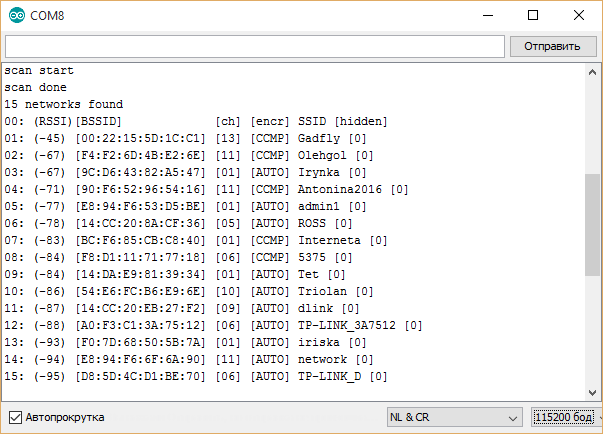 COM8
Отправить
scan start
scan done
15 networks found
00: (RSSI)[BSSID] [ch] [encr] SSID [hidden]
01: (-45) [00:22:15:5D:1C:C1] [13] [CCMP] Gadfly [0]
02: (-67) [F4:F2:6D:4B:E2:6E] [11] [CCMP] Olehgol [0]
03: (-67) [9C:D6:43:82:A5:47] [01] [AUTO] Irynka [0]
04: (-71) [90:F6:52:96:54:16] [11] [CCMP] Antonina2016 [0]
05: (-77) [E8:94:F6:53:D5:BE] [01] [AUTO] admin1 [0]
06: (-78) [14:CC:20:8A:CF:36] [05] [AUTO] ROSS [0]
07: (-83) [BC:F6:85:CB:C8:40] [01] [CCMP] Interneta [0]
08: (-84) [F8:D1:11:71:77:18] [06] [CCMP] 5375 [0]
09: (-84) [14:DA:E9:81:39:34] [01] [AUTO] Tet [0]
10: (-86) [54:E6:FC:B6:E9:6E] [10] [AUTO] Triolan [0]
11: (-87) [14:CC:20:EB:27:F2] [09] [AUTO] dlink [0]
12: (-88) [A0:F3:C1:3A:75:12] [06] [AUTO] TP-LINK_3A7512 [0]
13: (-93) [F0:7D:68:50:5B:7A] [01] [AUTO] iriska [0]
14: (-94) [E8:94:F6:6F:6A:90] [11] [AUTO] network [0]
15: (-95) [D8:5D:4C:D1:BE:70] [06] [AUTO] TP-LINK_D [0]
Автопрокрутка
NL & CR
115200 бод